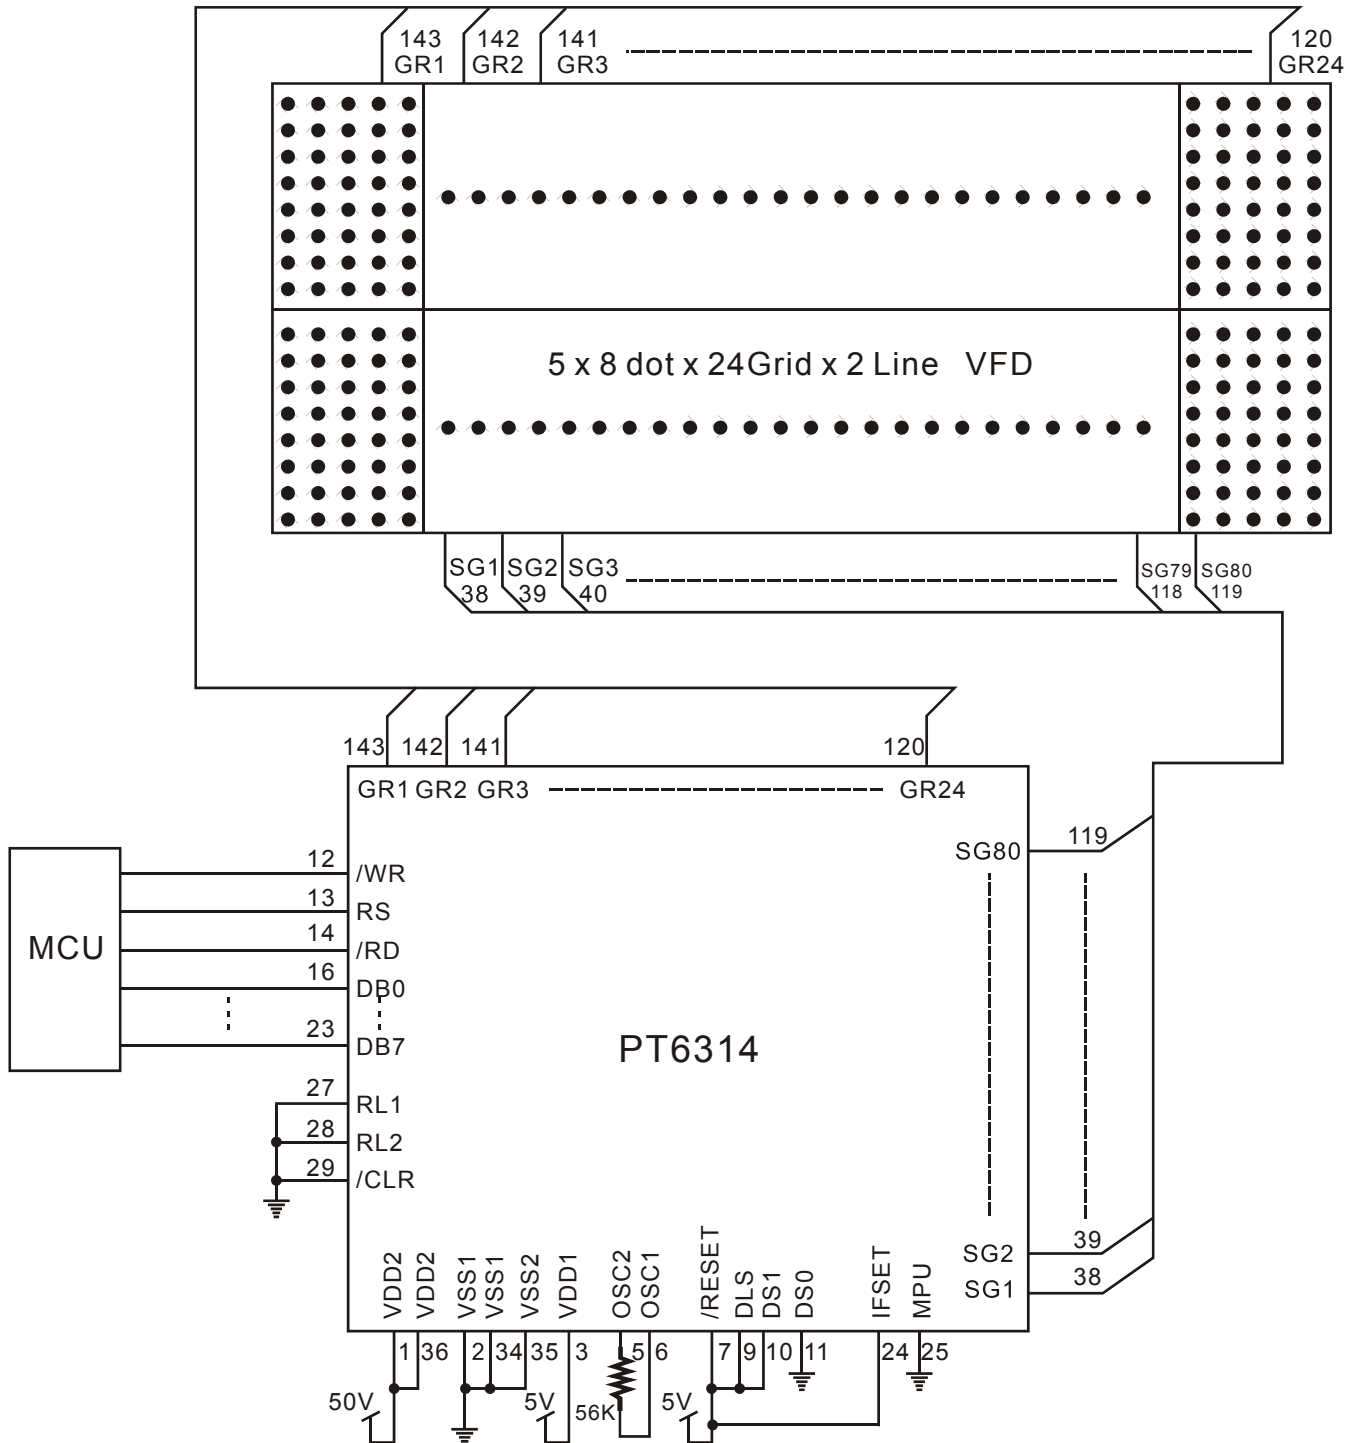 143 142 141 120
GR1 GR2 GR3 GR24
5 x 8 dot x 24Grid x 2 Line VFD
SG1 SG2 SG3 SG79 SG80
38 39 40 118 119
143 142 141 120
GR1 GR2 GR3 GR24
119
SG80
12
/WR
13
RS
MCU
14
/RD
16
DB0
23
DB7
PT6314
27
RL1
28
RL2
29
/CLR
39
SG2
38
SG1
VDD2 VDD2 VSS1 VSS1 VSS2 VDD1 OSC2 OSC1 /RESET DLS DS1 DS0 IFSET MPU
1 36 2 34 35 3 5 6 7 9 10 11 24 25
50V 5V 56K 5V